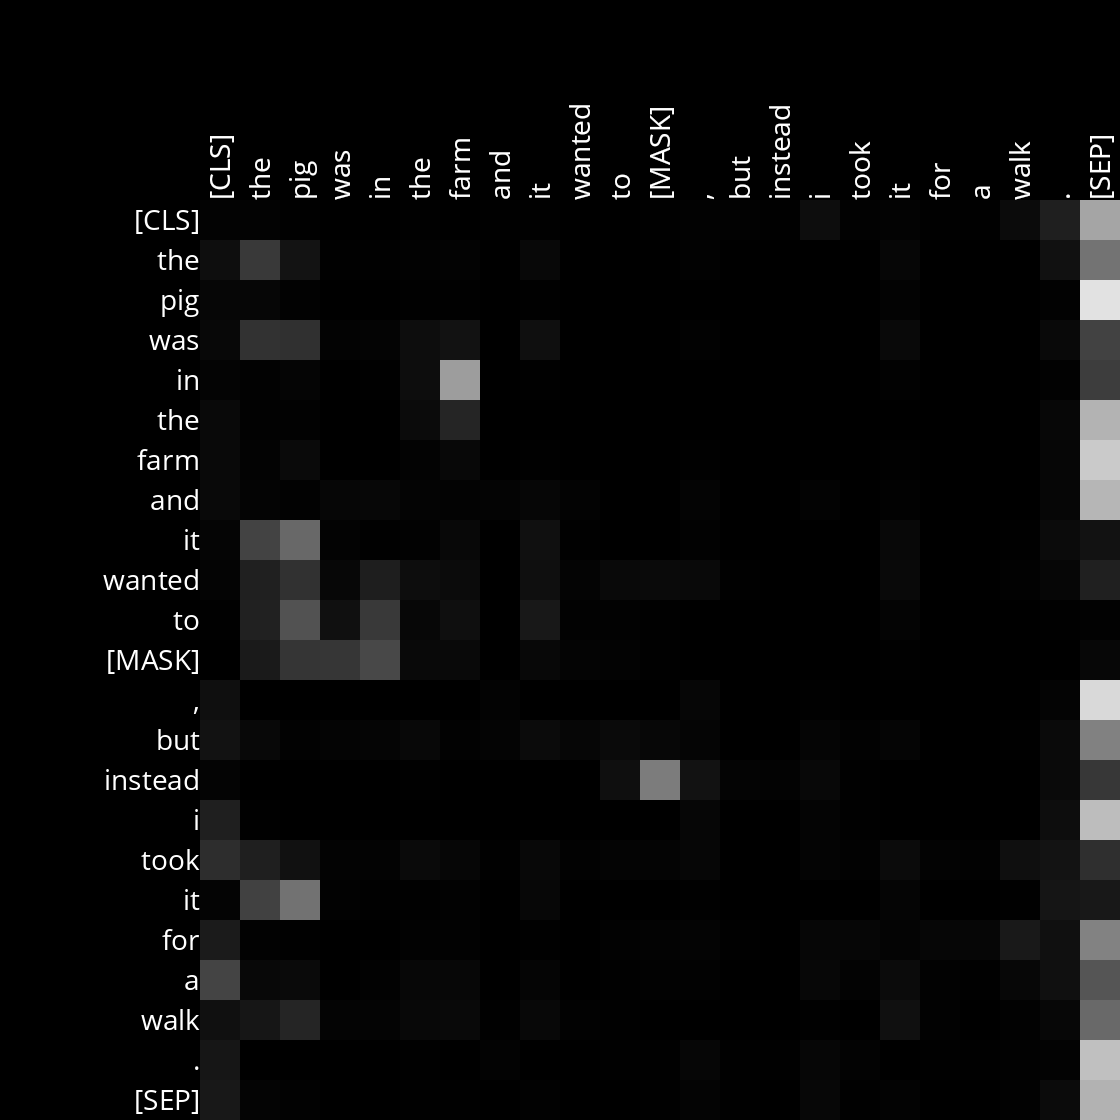 [CLS] the pig was in the farm and it wanted to [MASK] , but instead i took it for a walk . [SEP]
[CLS]
the
pig
was
in
the
farm
and
it
wanted
to
[MASK]
,
but
instead
i
took
it
for
a
walk
.
[SEP]